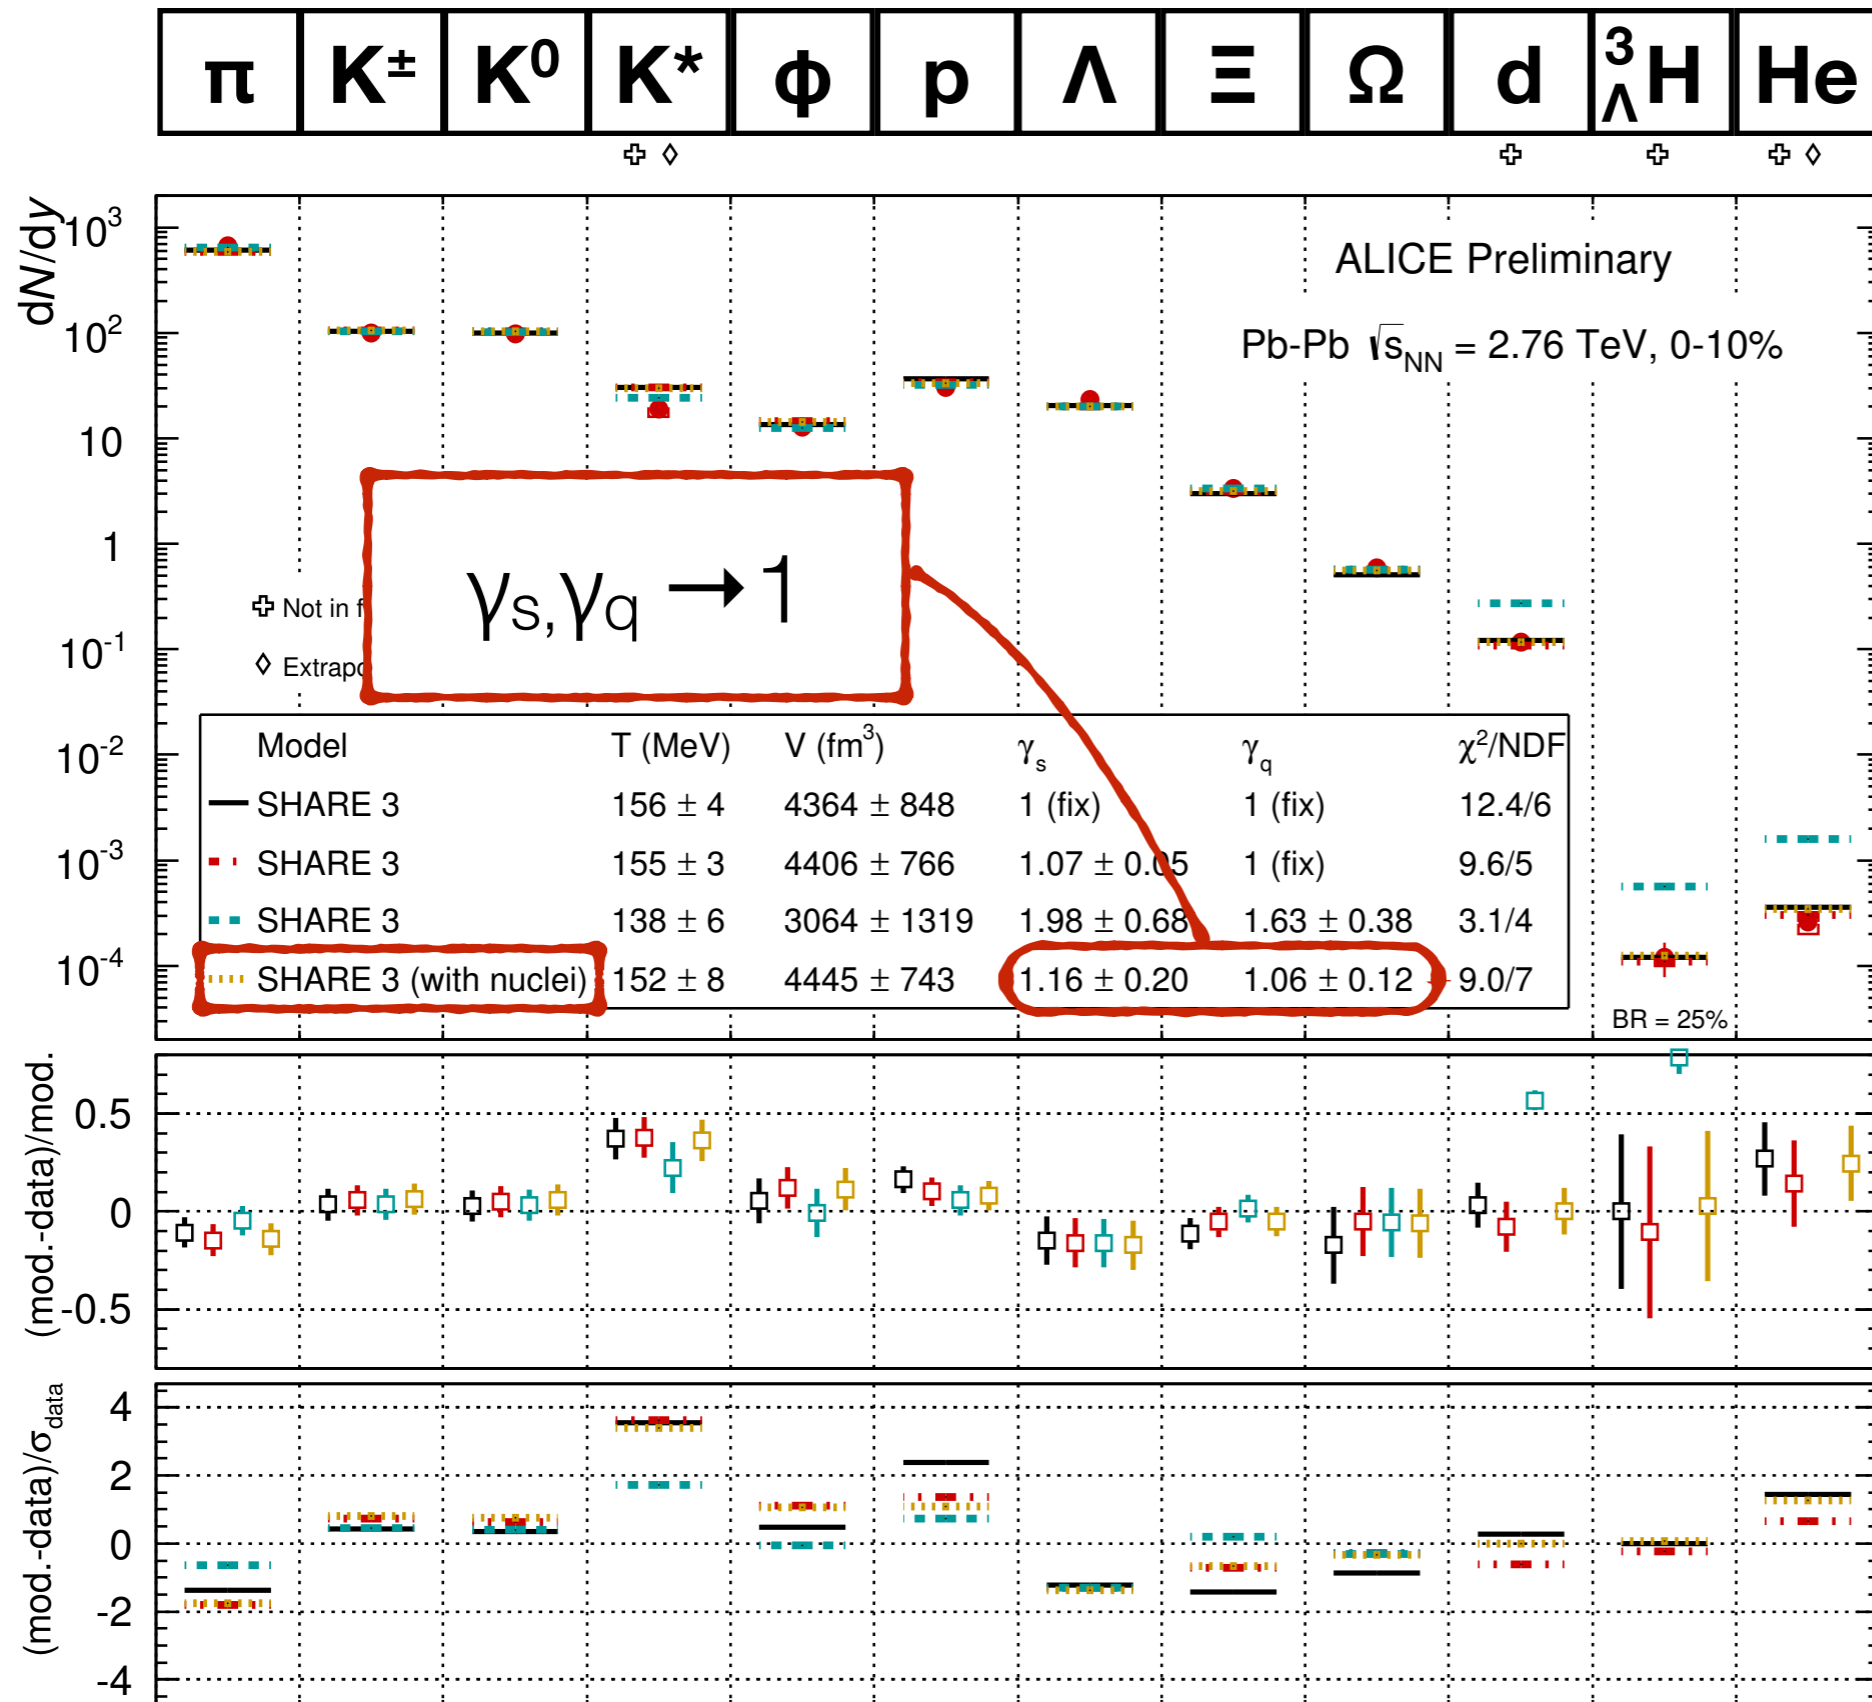 π K± K⁰ K* ϕ p Λ Ξ Ω d ³ΛH He
dN/dy
10³
10²
10
1
10⁻¹
10⁻²
10⁻³
10⁻⁴
ALICE Preliminary
Pb-Pb √sNN = 2.76 TeV, 0-10%
γs,γq →1
Not in f
Extrapo
Model T (MeV) V (fm³) γs γq χ²/NDF
SHARE 3 156 ± 4 4364 ± 848 1 (fix) 1 (fix) 12.4/6
SHARE 3 155 ± 3 4406 ± 766 1.07 ± 0.05 1 (fix) 9.6/5
SHARE 3 138 ± 6 3064 ± 1319 1.98 ± 0.68 1.63 ± 0.38 3.1/4
SHARE 3 (with nuclei) 152 ± 8 4445 ± 743 1.16 ± 0.20 1.06 ± 0.12 9.0/7
BR = 25%
(mod.-data)/mod.
0.5
0
-0.5
(mod.-data)/σdata
4
2
0
-2
-4